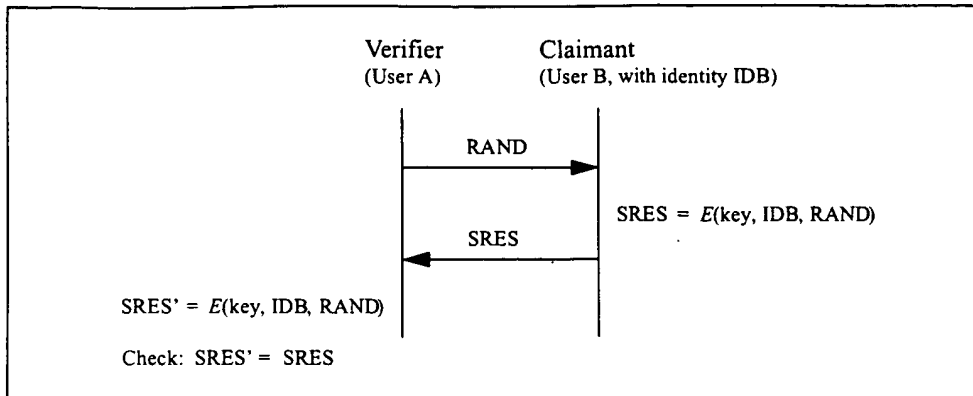 Verifier
(User A)
Claimant
(User B, with identity IDB)
RAND
SRES = E(key, IDB, RAND)
SRES
SRES’ = E(key, IDB, RAND)
Check: SRES’ = SRES